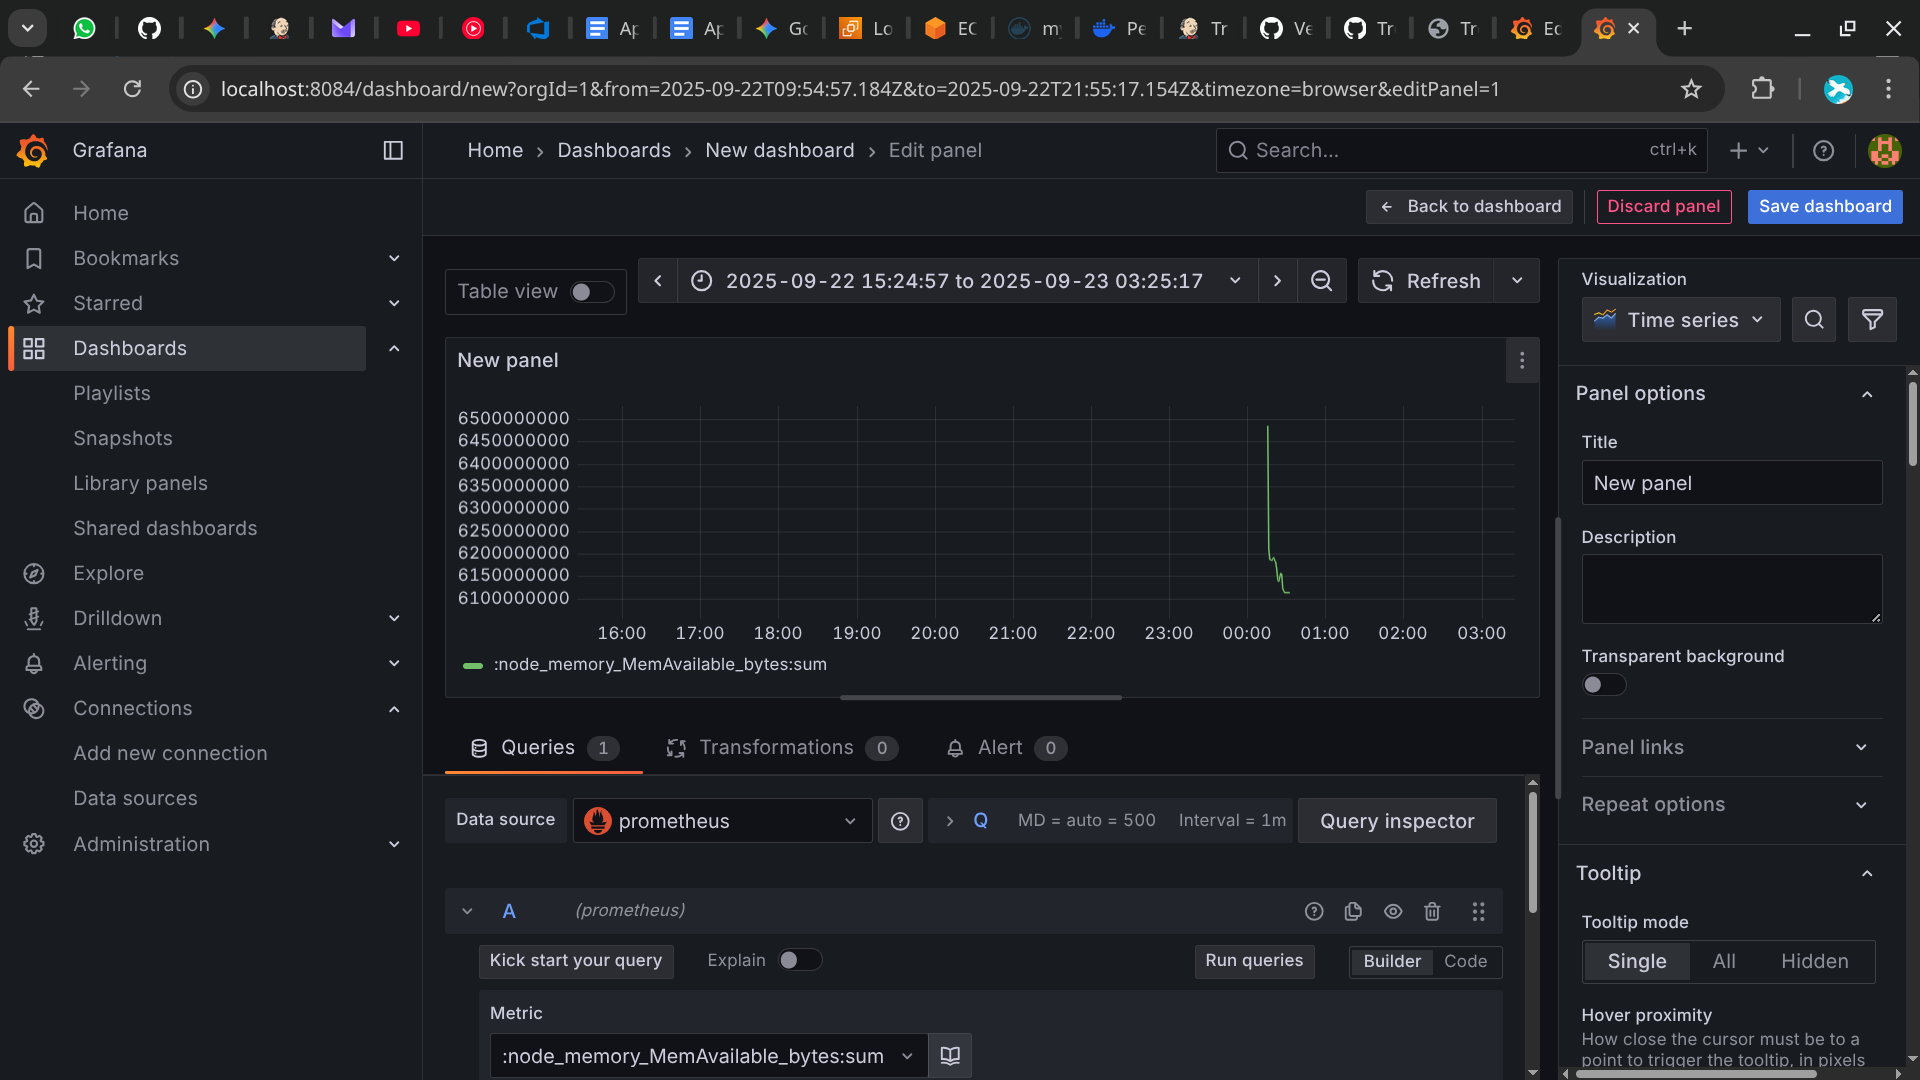 Ap
Ap
Go
Lo
EC
my
Pe
Tr
Ve
Tr
Tr
Ec
localhost:8084/dashboard/new?orgId=1&from=2025-09-22T09:54:57.184Z&to=2025-09-22T21:55:17.154Z&timezone=browser&editPanel=1
Grafana
Home › Dashboards › New dashboard › Edit panel
Search...
ctrl+k
Back to dashboard
Discard panel
Save dashboard
Home
Bookmarks
Starred
Dashboards
Playlists
Snapshots
Library panels
Shared dashboards
Explore
Drilldown
Alerting
Connections
Add new connection
Data sources
Administration
Table view
2025-09-22 15:24:57 to 2025-09-23 03:25:17
Refresh
New panel
6500000000
6450000000
6400000000
6350000000
6300000000
6250000000
6200000000
6150000000
6100000000
16:00 17:00 18:00 19:00 20:00 21:00 22:00 23:00 00:00 01:00 02:00 03:00
:node_memory_MemAvailable_bytes:sum
Queries 1
Transformations 0
Alert 0
Data source
prometheus
Q
MD = auto = 500
Interval = 1m
Query inspector
A
(prometheus)
Kick start your query
Explain
Run queries
Builder
Code
Metric
:node_memory_MemAvailable_bytes:sum
Visualization
Time series
Panel options
Title
New panel
Description
Transparent background
Panel links
Repeat options
Tooltip
Tooltip mode
Single
All
Hidden
Hover proximity
How close the cursor must be to a
point to trigger the tooltip, in pixels